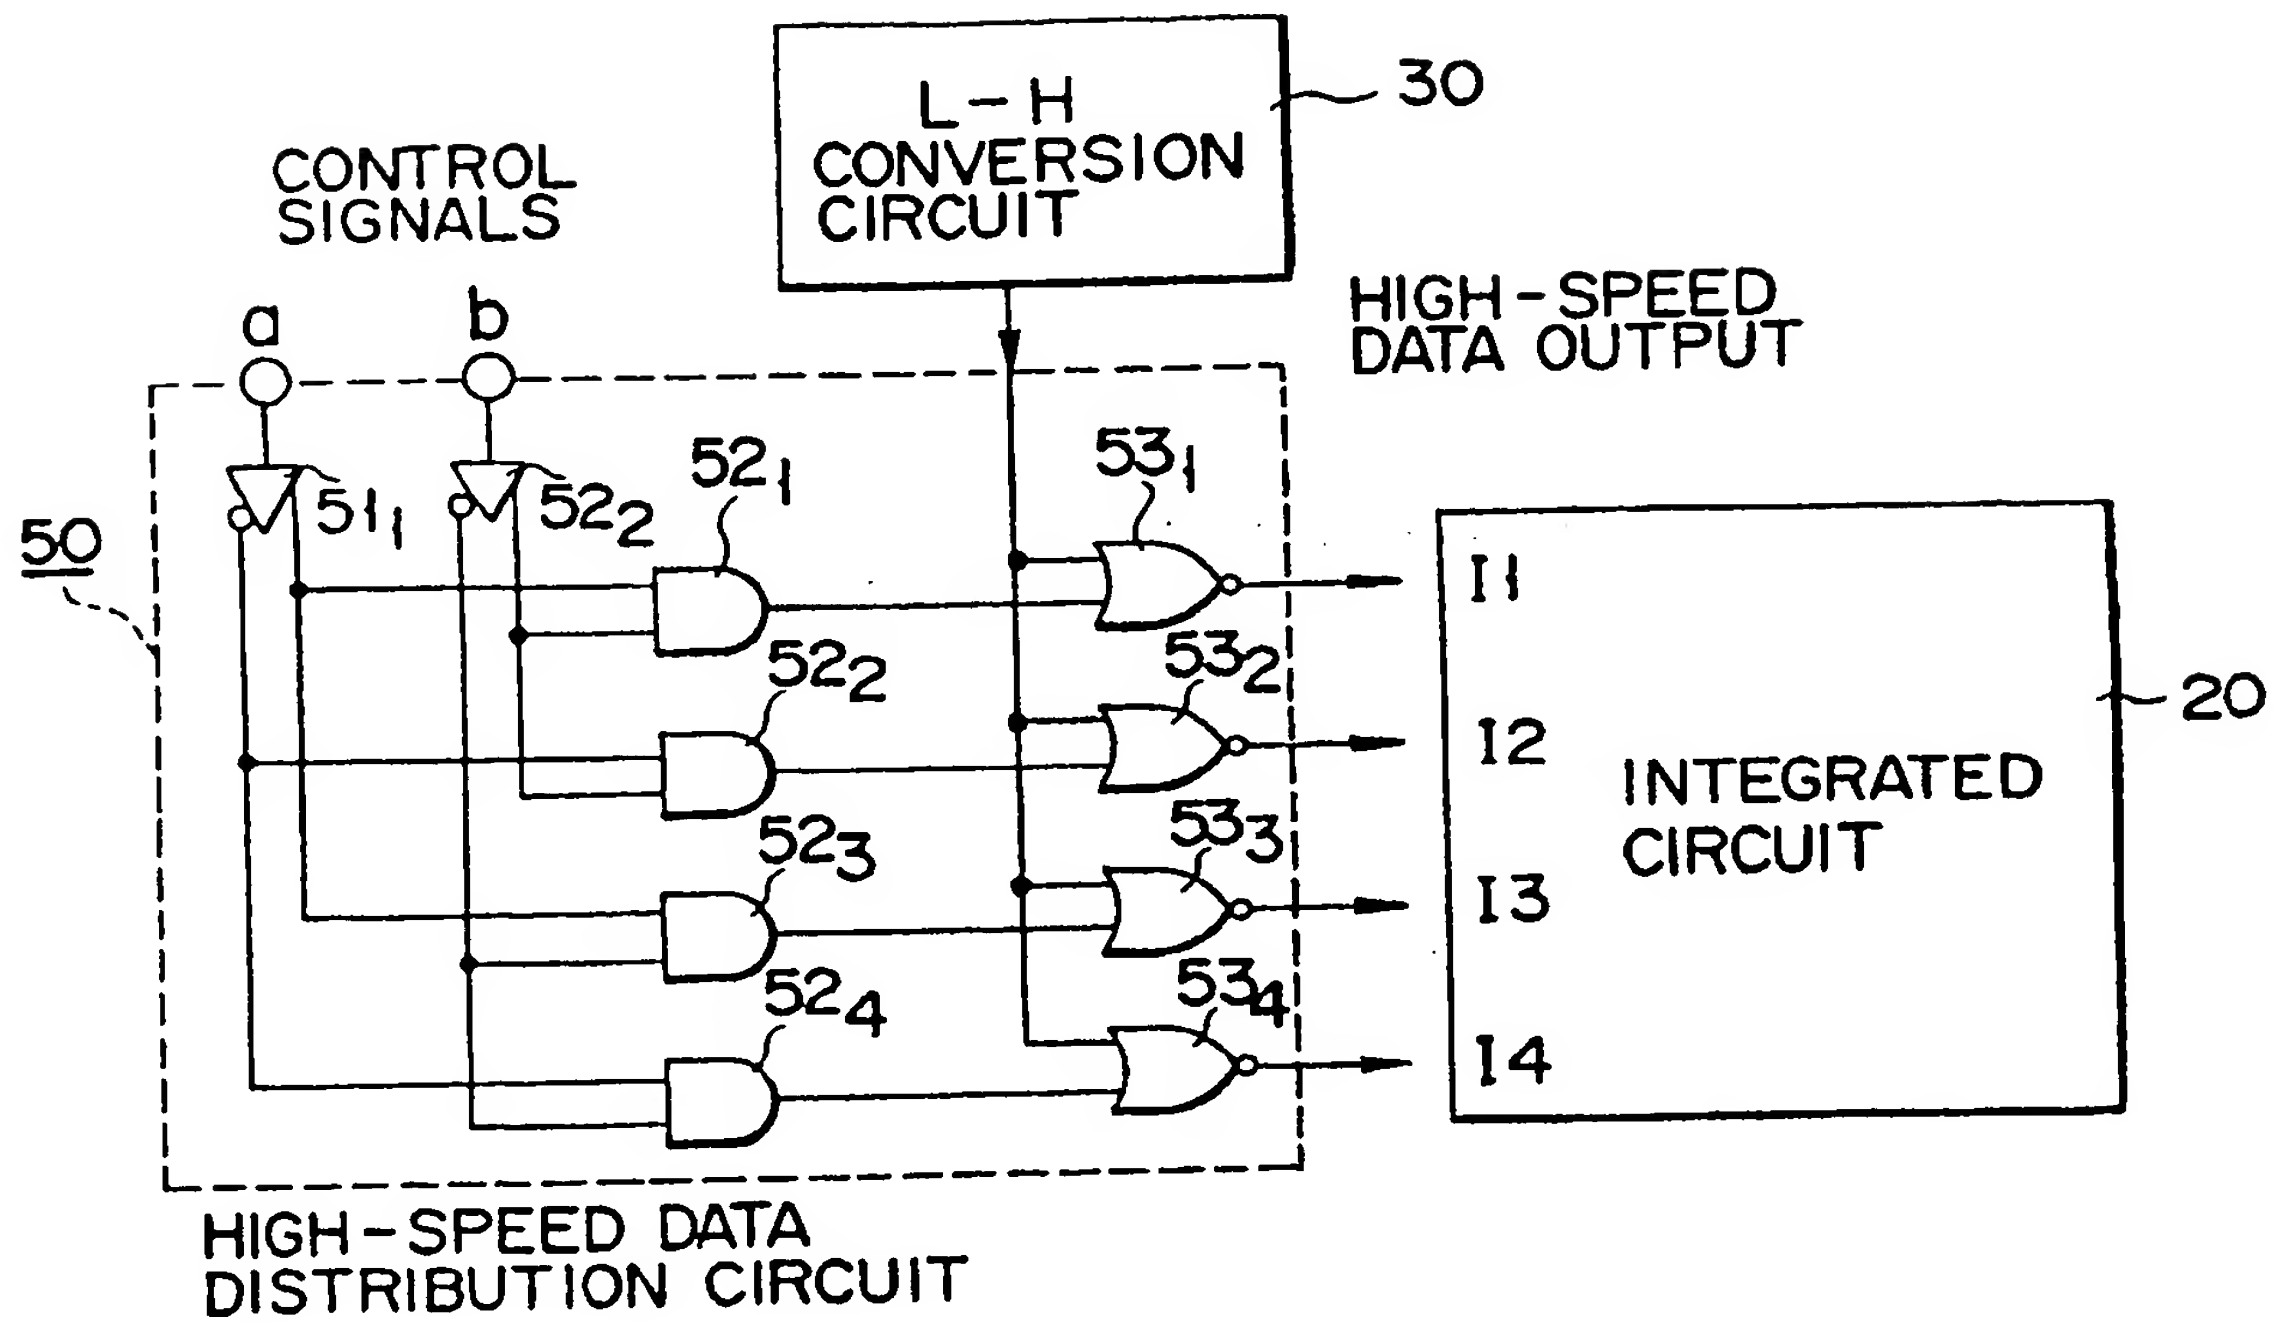 L-H
CONVERSION
CIRCUIT
30
CONTROL
SIGNALS
a
b
HIGH-SPEED
DATA OUTPUT
51₁
52₂
52₁
53₁
50
I1
52₂
53₂
I2
20
INTEGRATED
CIRCUIT
52₃
53₃
I3
52₄
53₄
I4
HIGH-SPEED DATA
DISTRIBUTION CIRCUIT